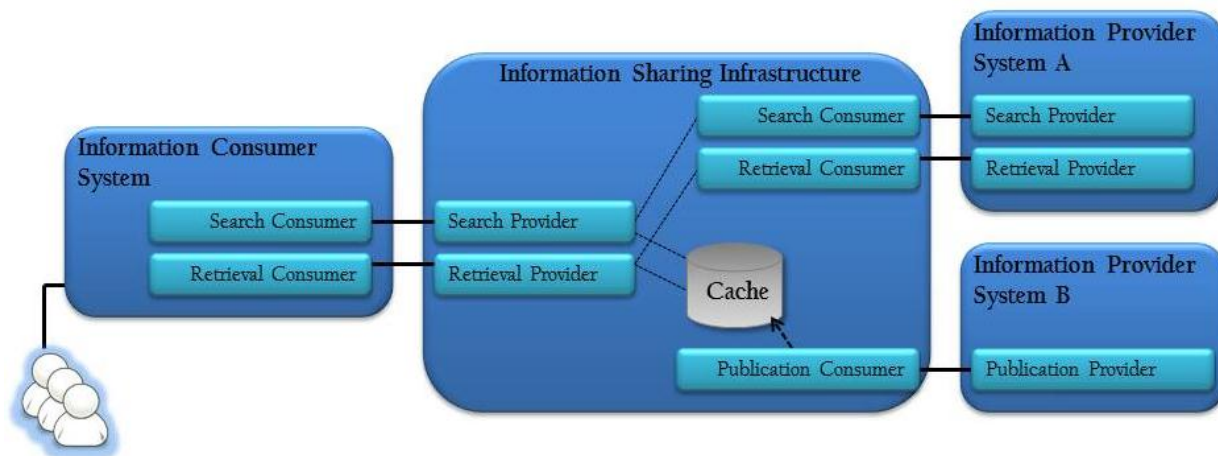 Information Consumer
System
Search Consumer
Retrieval Consumer
Information Sharing Infrastructure
Search Provider
Retrieval Provider
Search Consumer
Retrieval Consumer
Cache
Publication Consumer
Information Provider
System A
Search Provider
Retrieval Provider
Information Provider
System B
Publication Provider